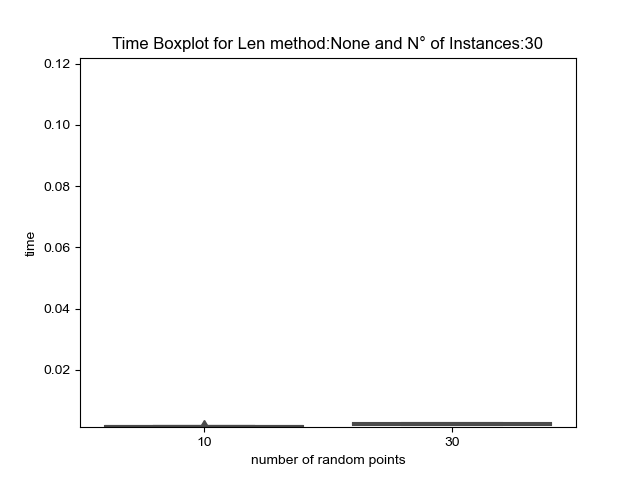 Time Boxplot for Len method:None and N° of Instances:30
0.12
0.10
0.08
0.06
0.04
0.02
time
10 30
number of random points